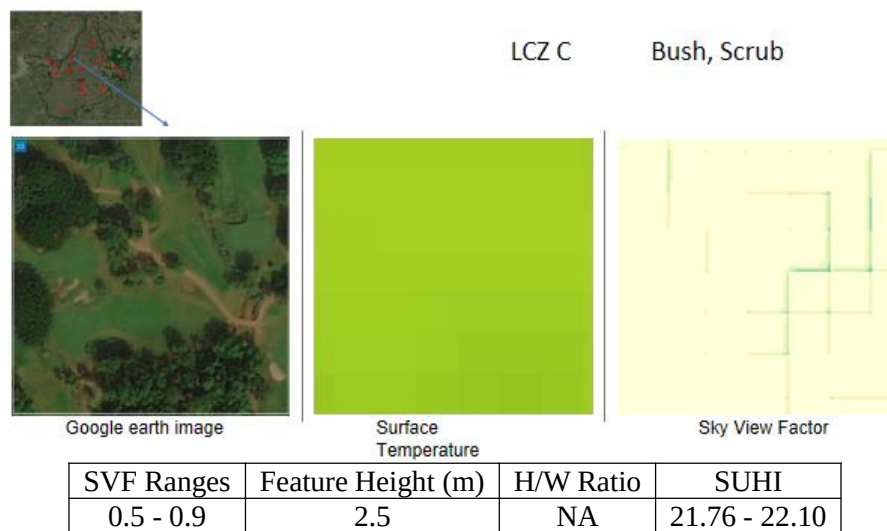 LCZ C Bush, Scrub
Google earth image
Surface
Temperature
Sky View Factor
SVF Ranges Feature Height (m) H/W Ratio SUHI
0.5 - 0.9 2.5 NA 21.76 - 22.10